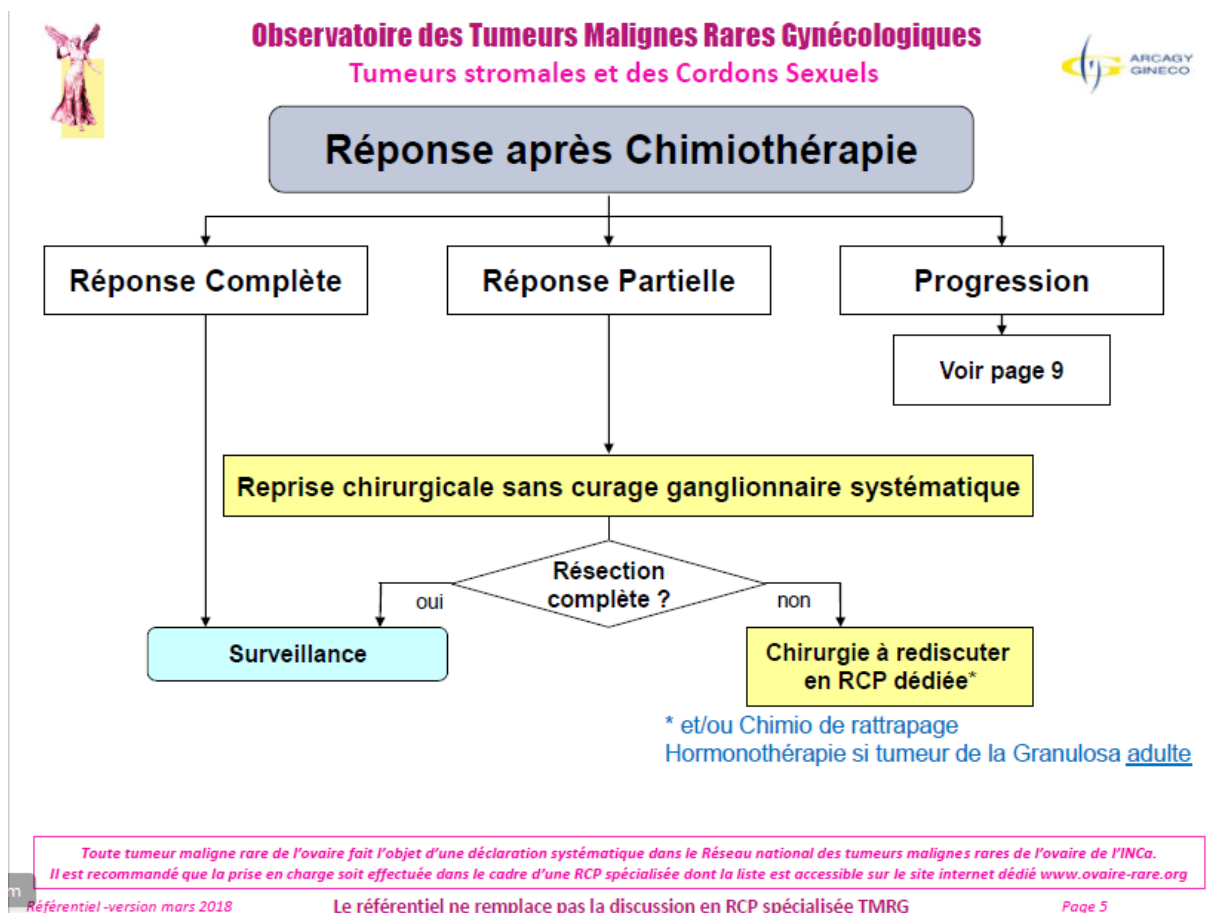 Observatoire des Tumeurs Malignes Rares Gynécologiques
Tumeurs stromales et des Cordons Sexuels
ARCAGY
GINECO
Réponse après Chimiothérapie
Réponse Complète
Réponse Partielle
Progression
Voir page 9
Reprise chirurgicale sans curage ganglionnaire systématique
Résection
complète ?
oui
non
Surveillance
Chirurgie à rediscuter
en RCP dédiée*
* et/ou Chimio de rattrapage
Hormonothérapie si tumeur de la Granulosa adulte
Toute tumeur maligne rare de l'ovaire fait l'objet d'une déclaration systématique dans le Réseau national des tumeurs malignes rares de l'ovaire de l'INCa.
Il est recommandé que la prise en charge soit effectuée dans le cadre d'une RCP spécialisée dont la liste est accessible sur le site internet dédié www.ovaire-rare.org
m
Référentiel -version mars 2018
Le référentiel ne remplace pas la discussion en RCP spécialisée TMRG
Page 5